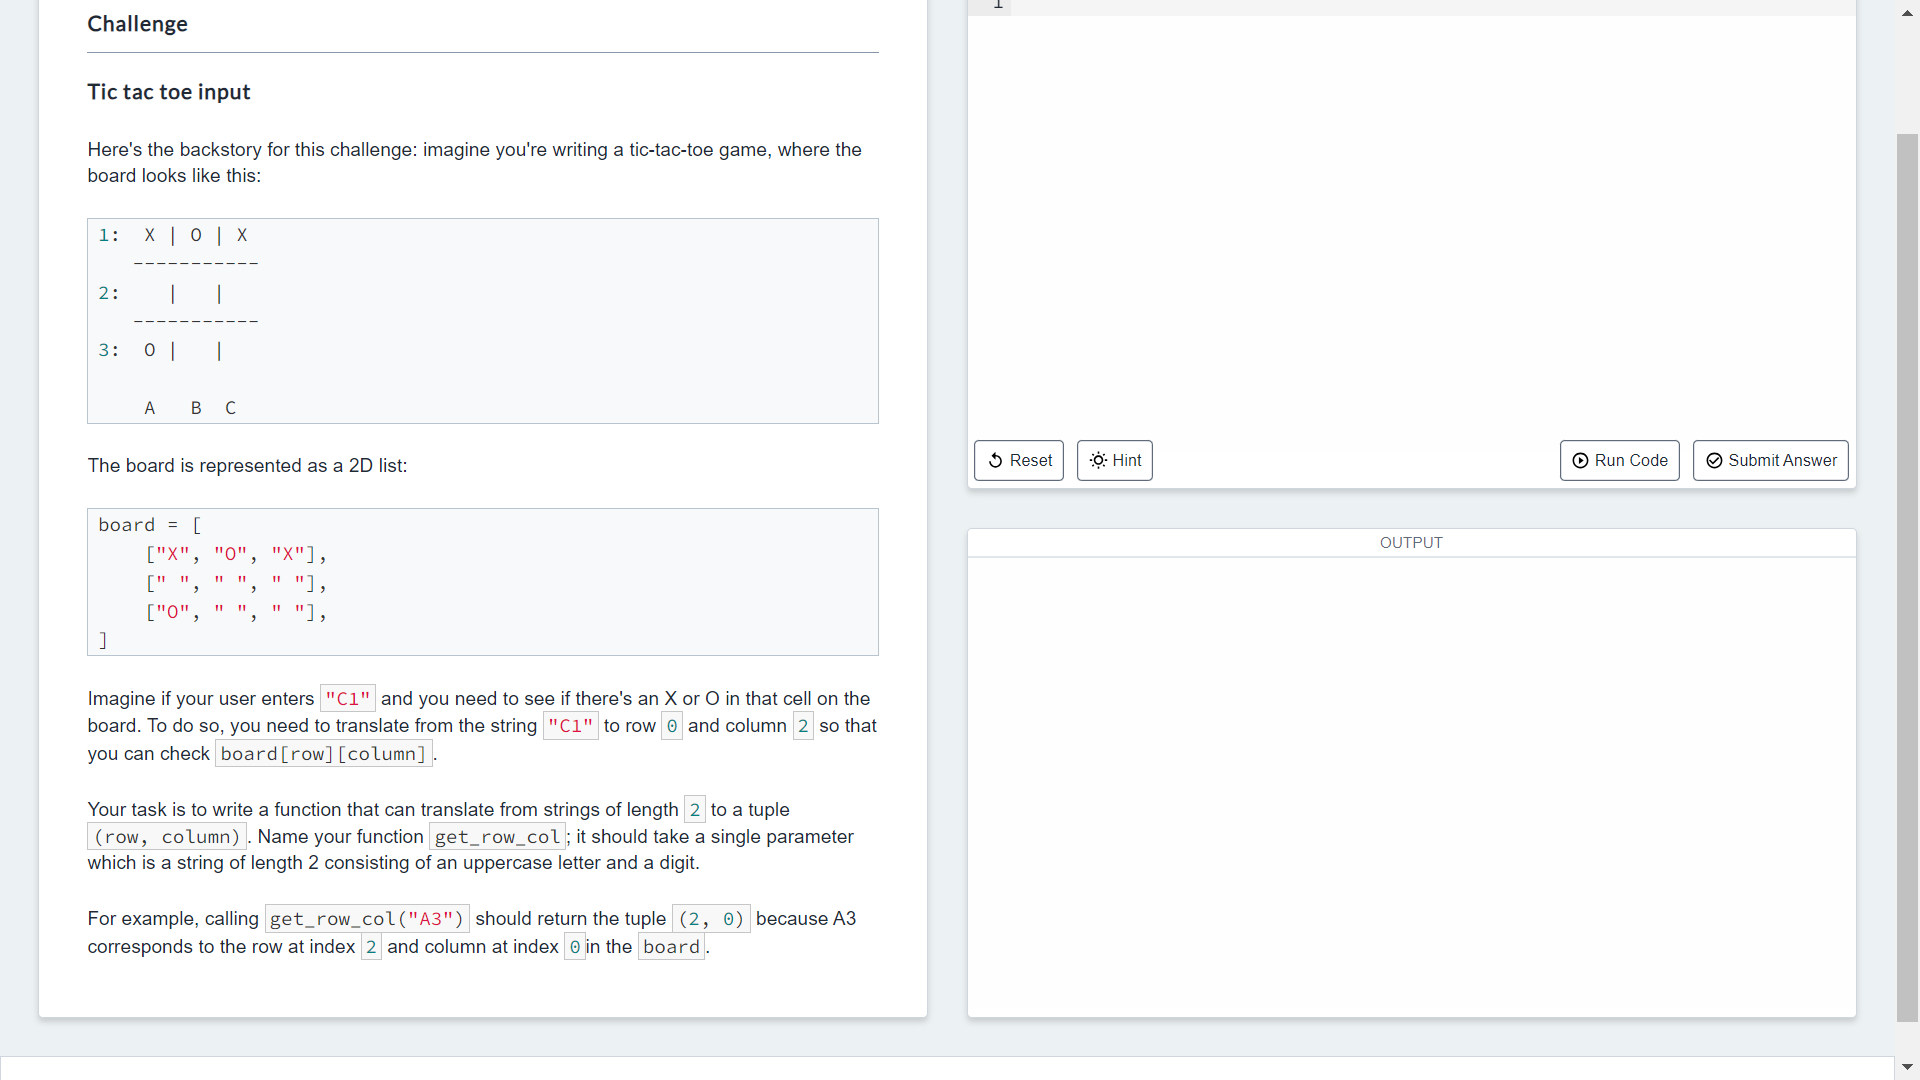 Challenge
Tic tac toe input
Here's the backstory for this challenge: imagine you're writing a tic-tac-toe game, where the
board looks like this:
1:  X | O | X
   -----------
2:    |   |
   -----------
3:  O |   |
    A   B  C
The board is represented as a 2D list:
board = [
    ["X", "O", "X"],
    [" ", " ", " "],
    ["O", " ", " "],
]
Imagine if your user enters "C1" and you need to see if there's an X or O in that cell on the
board. To do so, you need to translate from the string "C1" to row 0 and column 2 so that
you can check board[row][column].
Your task is to write a function that can translate from strings of length 2 to a tuple
(row, column). Name your function get_row_col; it should take a single parameter
which is a string of length 2 consisting of an uppercase letter and a digit.
For example, calling get_row_col("A3") should return the tuple (2, 0) because A3
corresponds to the row at index 2 and column at index 0in the board.
1
Reset
Hint
Run Code
Submit Answer
OUTPUT